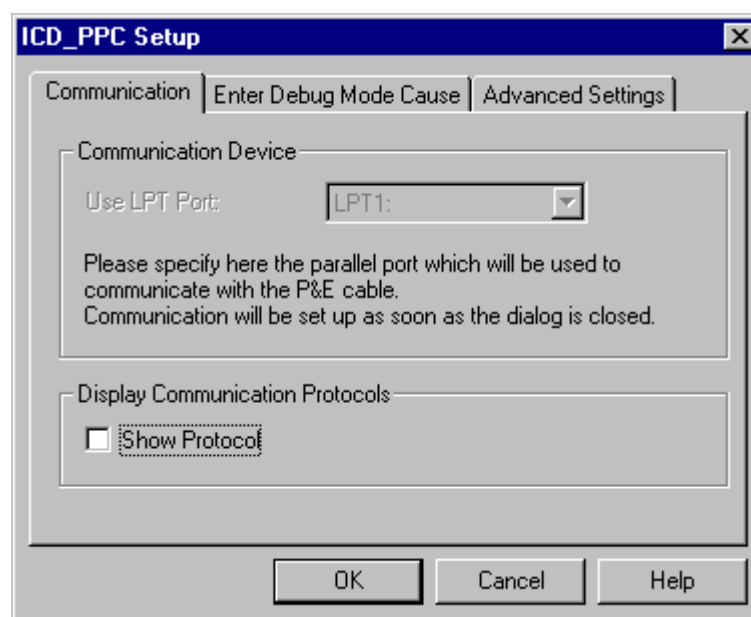 ICD_PPC Setup
Communication
Enter Debug Mode Cause
Advanced Settings
Communication Device
Use LPT Port:
LPT1:
Please specify here the parallel port which will be used to
communicate with the P&E cable.
Communication will be set up as soon as the dialog is closed.
Display Communication Protocols
Show Protocol
OK
Cancel
Help